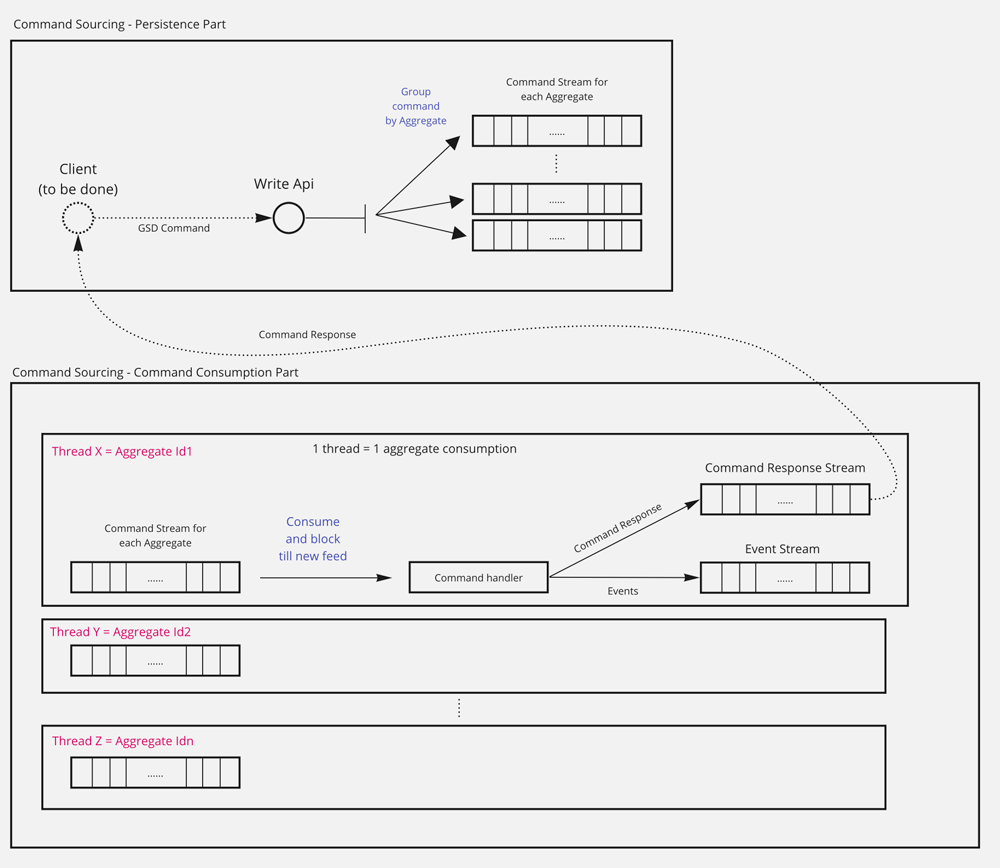 Command Sourcing - Persistence Part
Command Stream for
each Aggregate
Group
command
by Aggregate
......
Client
(to be done)
Write Api
......
GSD Command
......
Command Response
Command Sourcing - Command Consumption Part
Thread X = Aggregate Id1
1 thread = 1 aggregate consumption
Command Response Stream
......
Command Response
Command Stream for
each Aggregate
Consume
and block
till new feed
Event Stream
......
Command handler
......
Events
Thread Y = Aggregate Id2
......
Thread Z = Aggregate Idn
......